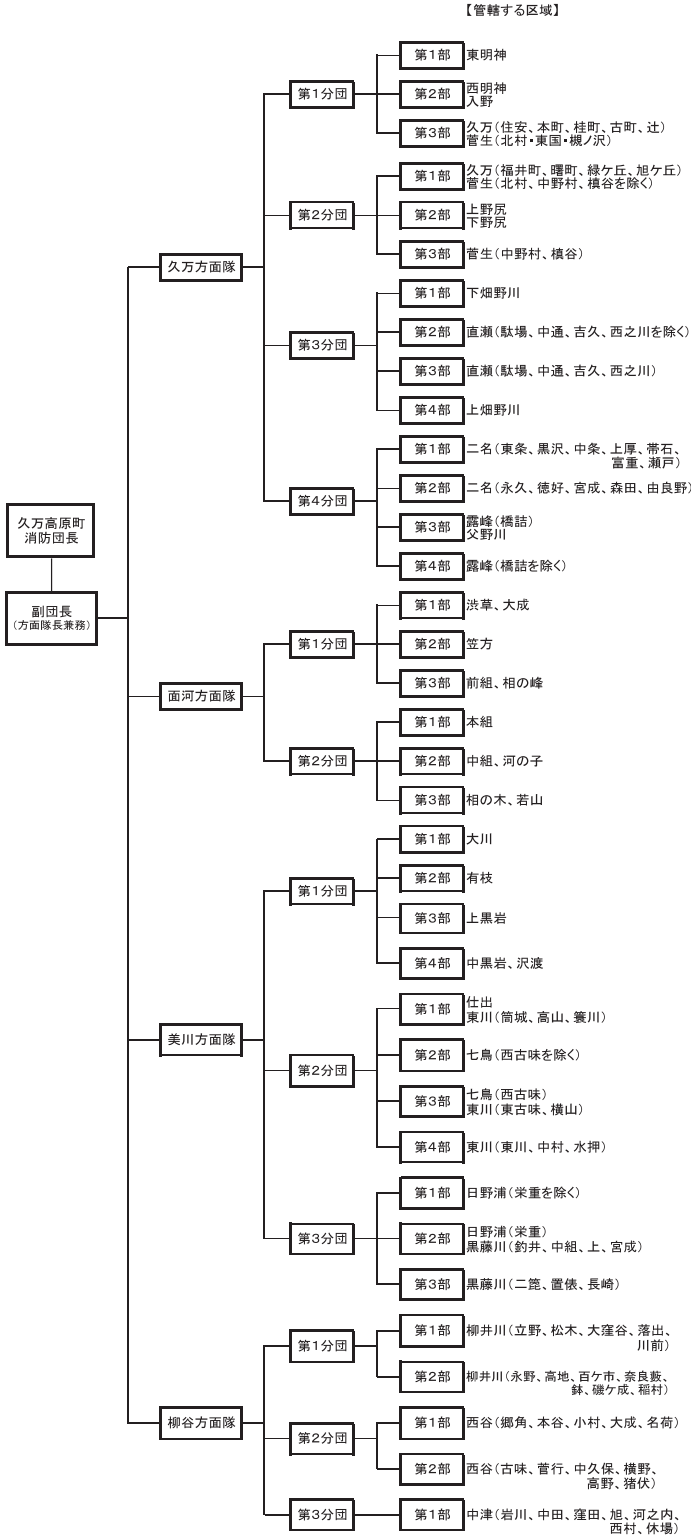 【管轄する区域】
久万高原町
消防団長
副団長
(方面隊長兼務)
久万方面隊
第1分団
第1部 東明神
第2部 西明神
入野
第3部 久万(住安、本町、桂町、古町、辻)
菅生(北村・東国・槻ノ沢)
第2分団
第1部 久万(福井町、曙町、緑ケ丘、旭ケ丘)
菅生(北村、中野村、槙谷を除く)
第2部 上野尻
下野尻
第3部 菅生(中野村、槙谷)
第3分団
第1部 下畑野川
第2部 直瀬(駄場、中通、吉久、西之川を除く)
第3部 直瀬(駄場、中通、吉久、西之川)
第4部 上畑野川
第4分団
第1部 二名(東条、黒沢、中条、上厚、帯石、
富重、瀬戸)
第2部 二名(永久、徳好、宮成、森田、由良野)
第3部 露峰(橋詰)
父野川
第4部 露峰(橋詰を除く)
面河方面隊
第1分団
第1部 渋草、大成
第2部 笠方
第3部 前組、相の峰
第2分団
第1部 本組
第2部 中組、河の子
第3部 相の木、若山
美川方面隊
第1分団
第1部 大川
第2部 有枝
第3部 上黒岩
第4部 中黒岩、沢渡
第2分団
第1部 仕出
東川(筒城、高山、簑川)
第2部 七鳥(西古味を除く)
第3部 七鳥(西古味)
東川(東古味、横山)
第4部 東川(東川、中村、水押)
第3分団
第1部 日野浦(栄重を除く)
第2部 日野浦(栄重)
黒藤川(釣井、中組、上、宮成)
第3部 黒藤川(二箆、置俵、長崎)
柳谷方面隊
第1分団
第1部 柳井川(立野、松木、大窪谷、落出、
川前)
第2部 柳井川(永野、高地、百ケ市、奈良藪、
鉢、磯ケ成、稲村)
第2分団
第1部 西谷(郷角、本谷、小村、大成、名荷)
第2部 西谷(古味、菅行、中久保、横野、
高野、猪伏)
第3分団
第1部 中津(岩川、中田、窪田、旭、河之内、
西村、休場)